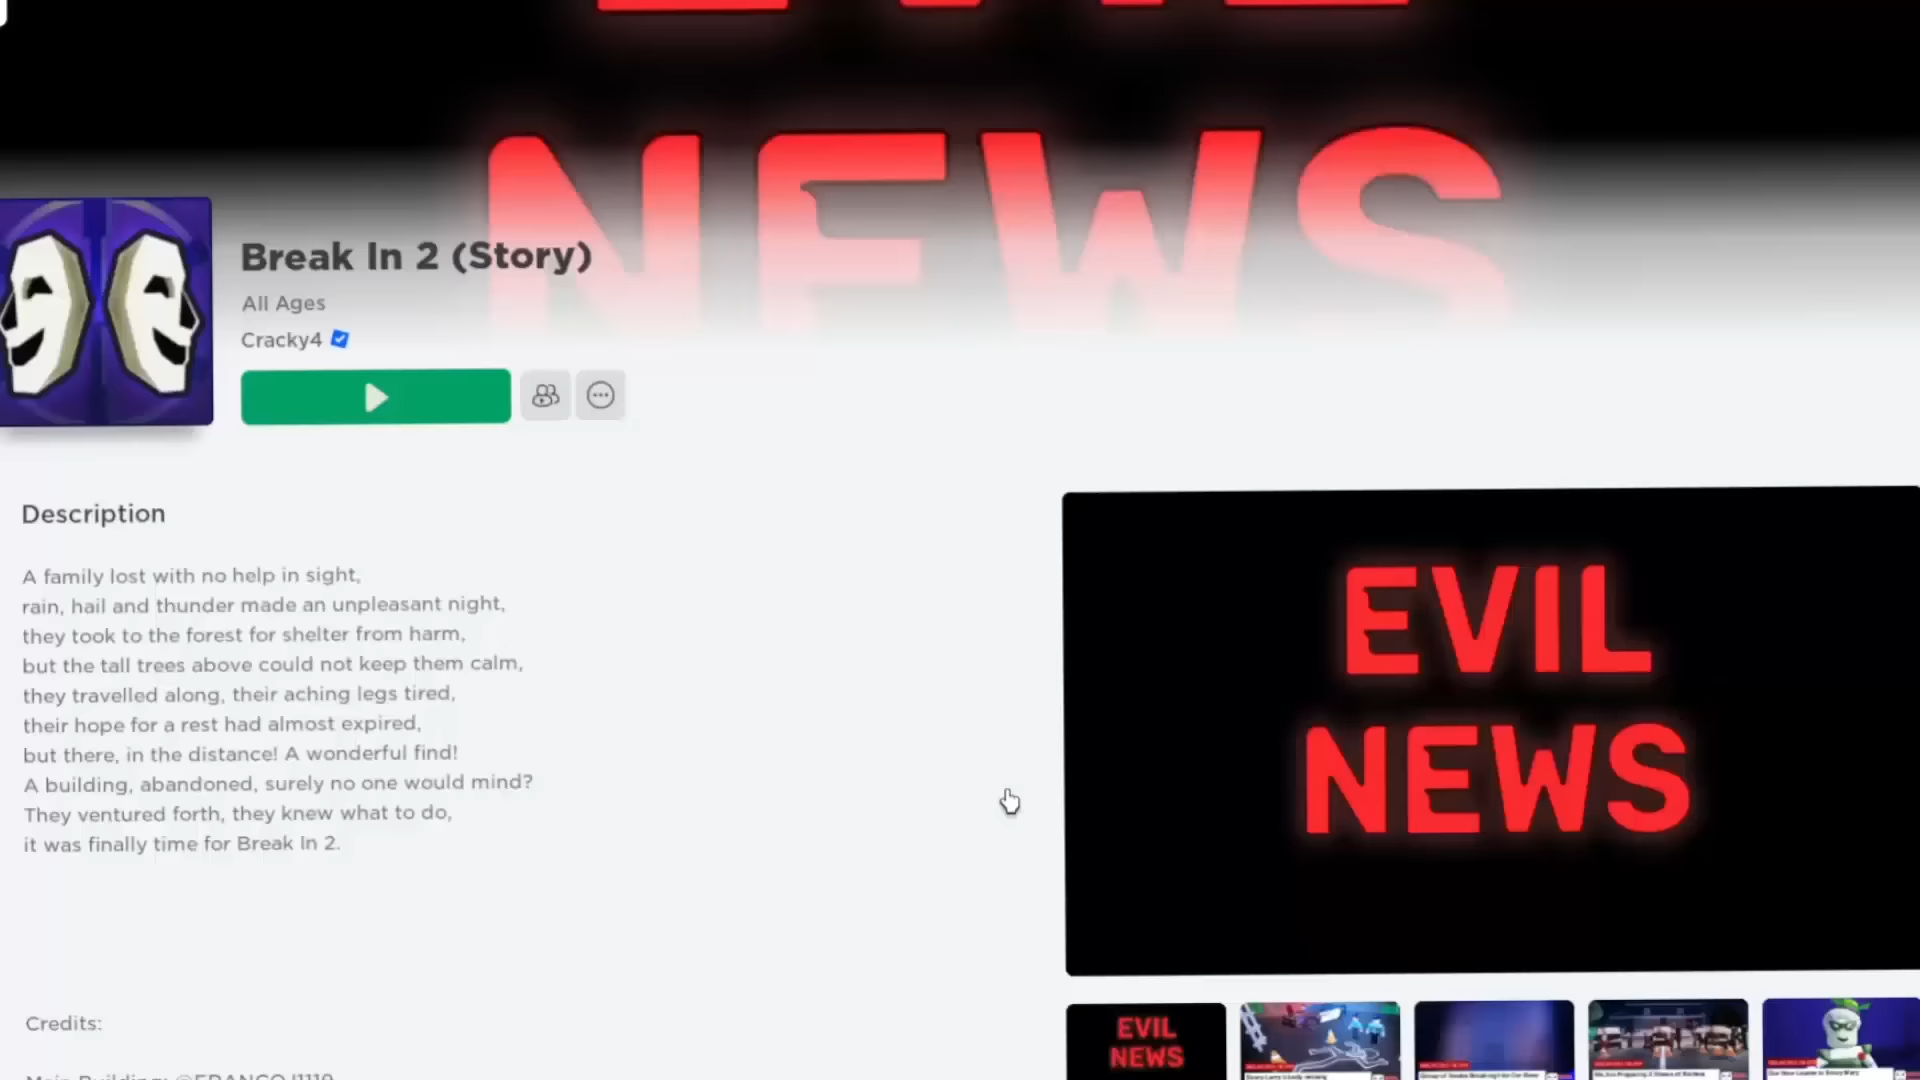 NEWS
Break In 2 (Story)
All Ages
Cracky4
Description
A family lost with no help in sight,
rain, hail and thunder made an unpleasant night,
they took to the forest for shelter from harm,
but the tall trees above could not keep them calm,
they travelled along, their aching legs tired,
their hope for a rest had almost expired,
but there, in the distance! A wonderful find!
A building, abandoned, surely no one would mind?
They ventured forth, they knew what to do,
it was finally time for Break In 2.
Credits:
EVIL
NEWS
EVIL
NEWS